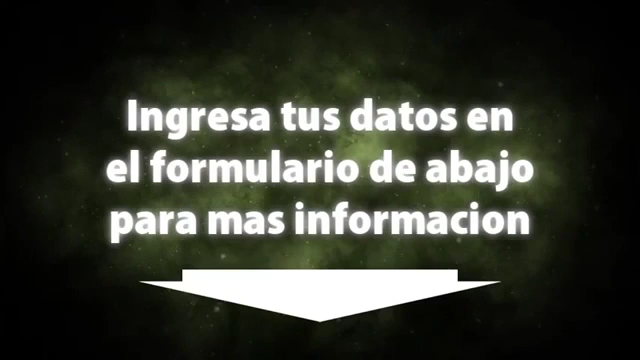 Ingresa tus datos en
el formulario de abajo
para mas informacion